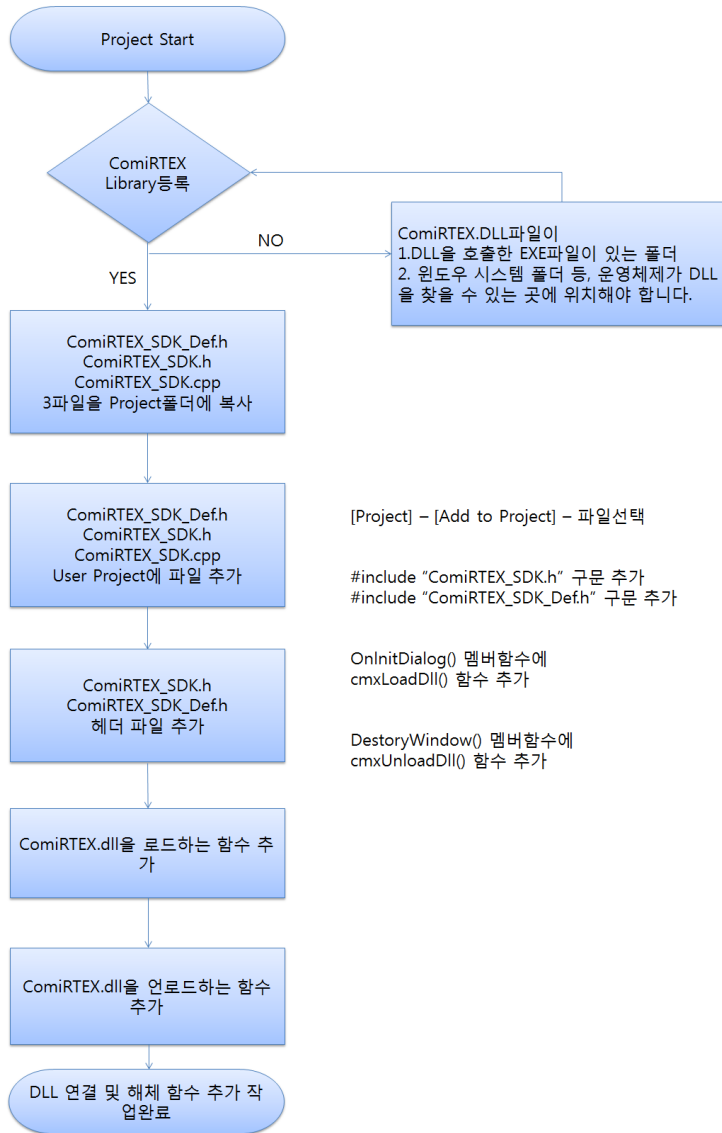 Project Start
ComiRTEX
Library등록
NO
YES
ComiRTEX.DLL파일이
1.DLL을 호출한 EXE파일이 있는 폴더
2. 윈도우 시스템 폴더 등, 운영체제가 DLL
을 찾을 수 있는 곳에 위치해야 합니다.
ComiRTEX_SDK_Def.h
ComiRTEX_SDK.h
ComiRTEX_SDK.cpp
3파일을 Project폴더에 복사
ComiRTEX_SDK_Def.h
ComiRTEX_SDK.h
ComiRTEX_SDK.cpp
User Project에 파일 추가
[Project] – [Add to Project] – 파일선택
#include “ComiRTEX_SDK.h” 구문 추가
#include “ComiRTEX_SDK_Def.h” 구문 추가
ComiRTEX_SDK.h
ComiRTEX_SDK_Def.h
헤더 파일 추가
OnInitDialog() 멤버함수에
cmxLoadDll() 함수 추가
DestoryWindow() 멤버함수에
cmxUnloadDll() 함수 추가
ComiRTEX.dll을 로드하는 함수 추
가
ComiRTEX.dll을 언로드하는 함수
추가
DLL 연결 및 해체 함수 추가 작
업완료